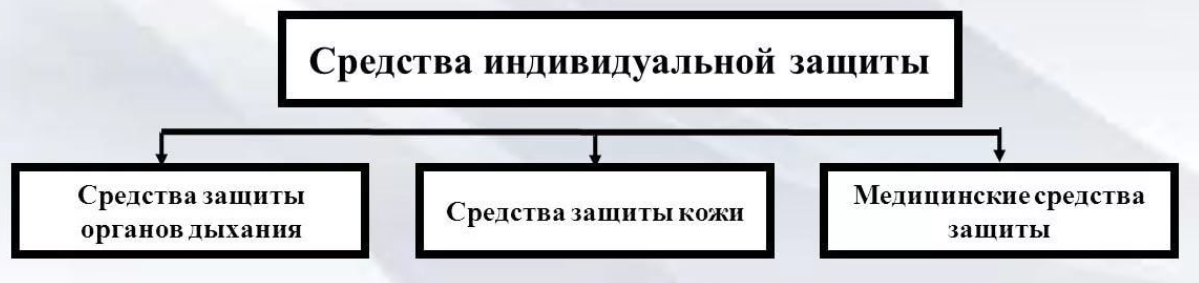 Средства индивидуальной защиты
Средства защиты
органов дыхания
Средства защиты кожи
Медицинские средства
защиты